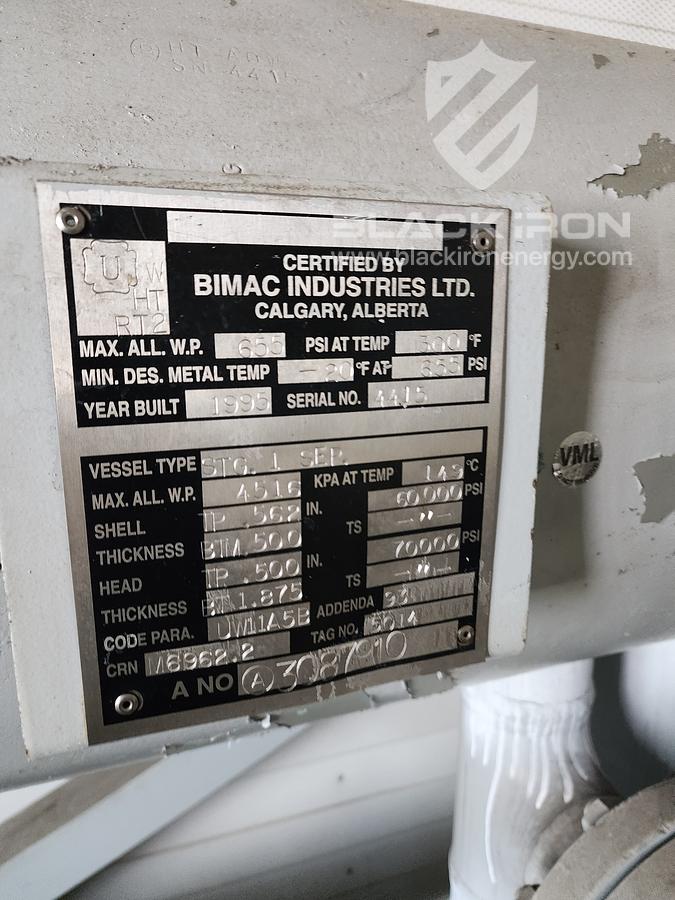 HT
SN 4415
G
BLACK IRON
www.blackironenergy.com
U W
HT
RT2
CERTIFIED BY
BIMAC INDUSTRIES LTD.
CALGARY, ALBERTA
MAX. ALL. W.P. 655 PSI AT TEMP 300 °F
MIN. DES. METAL TEMP -20 °F AT 655 PSI
YEAR BUILT 1995 SERIAL NO. 4415
VML
VESSEL TYPE STG. 1 SEP.
MAX. ALL. W.P. 4516 KPA AT TEMP 149 °C
SHELL TP .562 IN. 60,000 PSI
THICKNESS BTM.500 TS -"-
HEAD TP .500 IN. 70000 PSI
THICKNESS 1.875 TS -"-
CODE PARA. UW11A5B ADDENDA 93
CRN M6962.2 TAG NO. 5014
A NO A 3087910